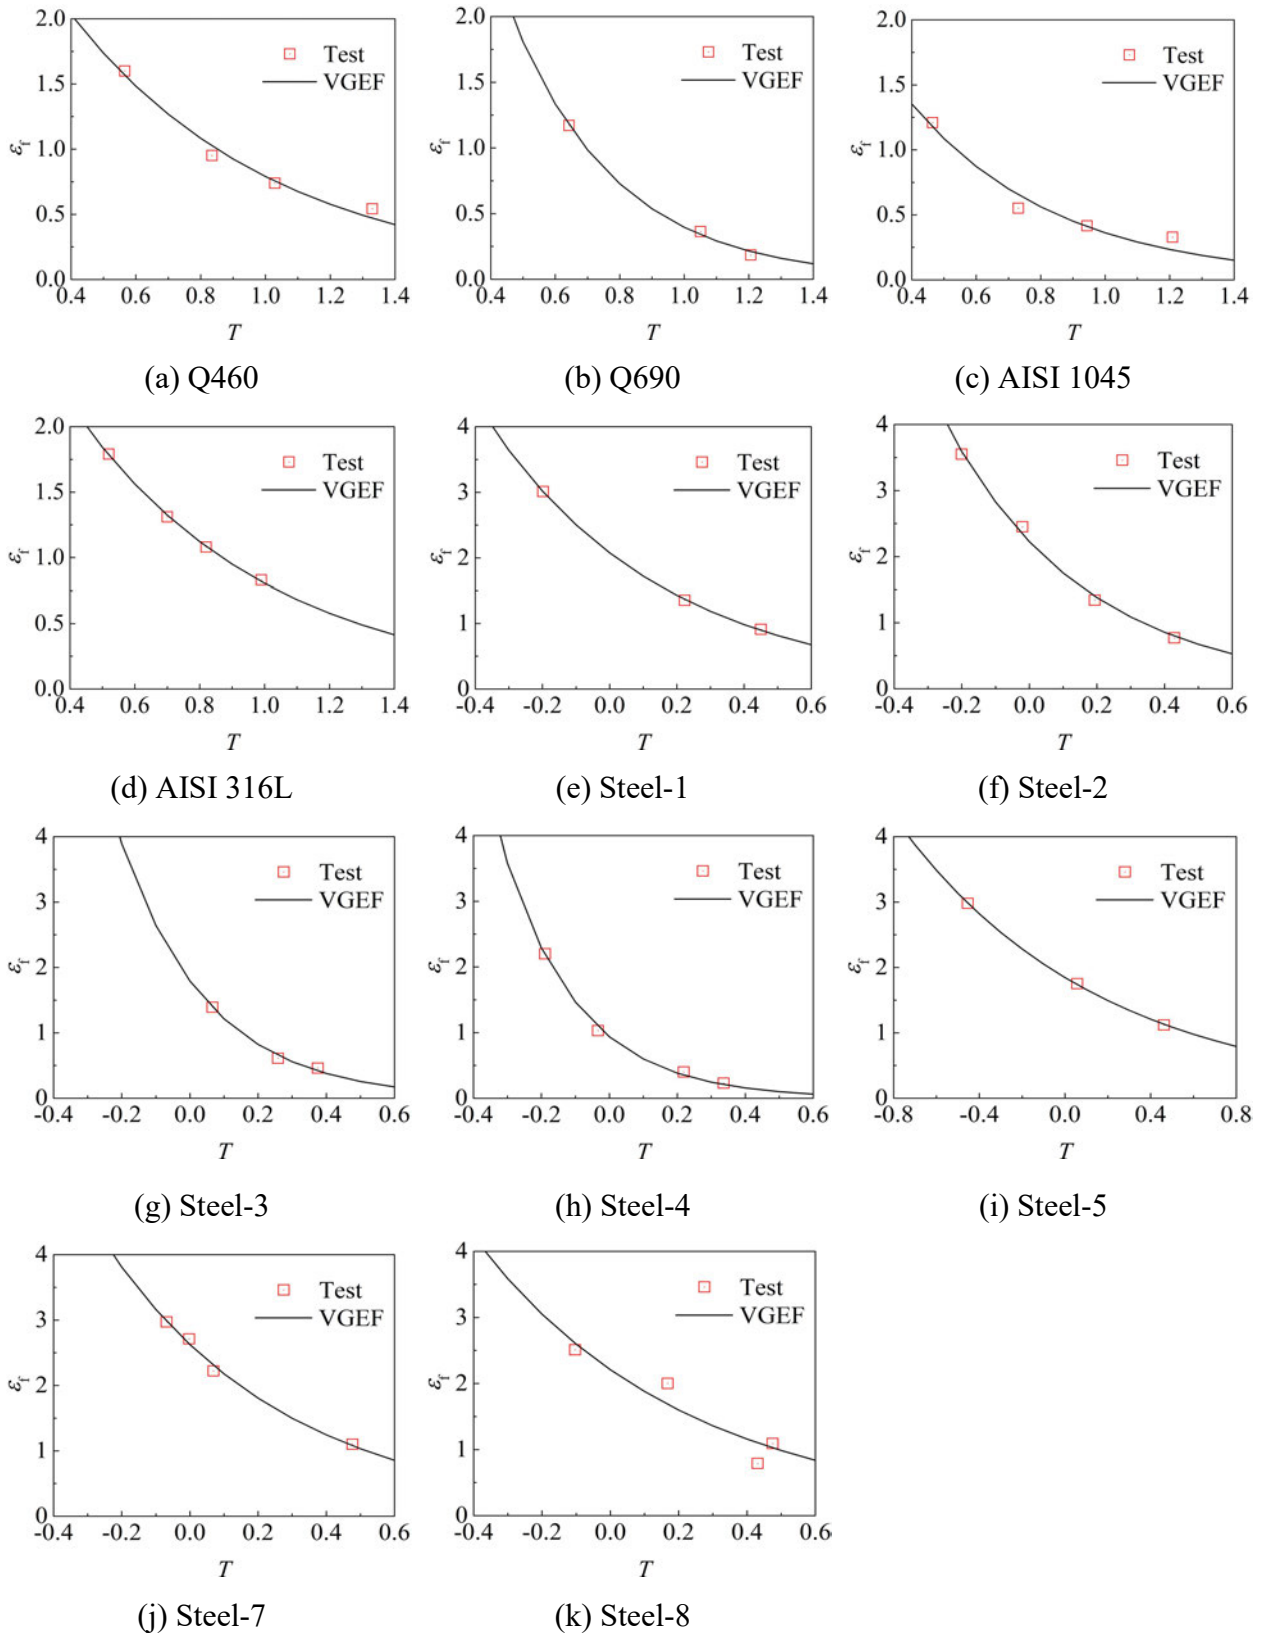 2.0
1.5
1.0
0.5
0.0
εf
Test
VGEF
0.4 0.6 0.8 1.0 1.2 1.4
T
(a) Q460
2.0
1.5
1.0
0.5
0.0
εf
Test
VGEF
0.4 0.6 0.8 1.0 1.2 1.4
T
(b) Q690
2.0
1.5
1.0
0.5
0.0
εf
Test
VGEF
0.4 0.6 0.8 1.0 1.2 1.4
T
(c) AISI 1045
2.0
1.5
1.0
0.5
0.0
εf
Test
VGEF
0.4 0.6 0.8 1.0 1.2 1.4
T
(d) AISI 316L
4
3
2
1
0
εf
Test
VGEF
-0.4 -0.2 0.0 0.2 0.4 0.6
T
(e) Steel-1
4
3
2
1
0
εf
Test
VGEF
-0.4 -0.2 0.0 0.2 0.4 0.6
T
(f) Steel-2
4
3
2
1
0
εf
Test
VGEF
-0.4 -0.2 0.0 0.2 0.4 0.6
T
(g) Steel-3
4
3
2
1
0
εf
Test
VGEF
-0.4 -0.2 0.0 0.2 0.4 0.6
T
(h) Steel-4
4
3
2
1
0
εf
Test
VGEF
-0.8 -0.4 0.0 0.4 0.8
T
(i) Steel-5
4
3
2
1
0
εf
Test
VGEF
-0.4 -0.2 0.0 0.2 0.4 0.6
T
(j) Steel-7
4
3
2
1
0
εf
Test
VGEF
-0.4 -0.2 0.0 0.2 0.4 0.6
T
(k) Steel-8